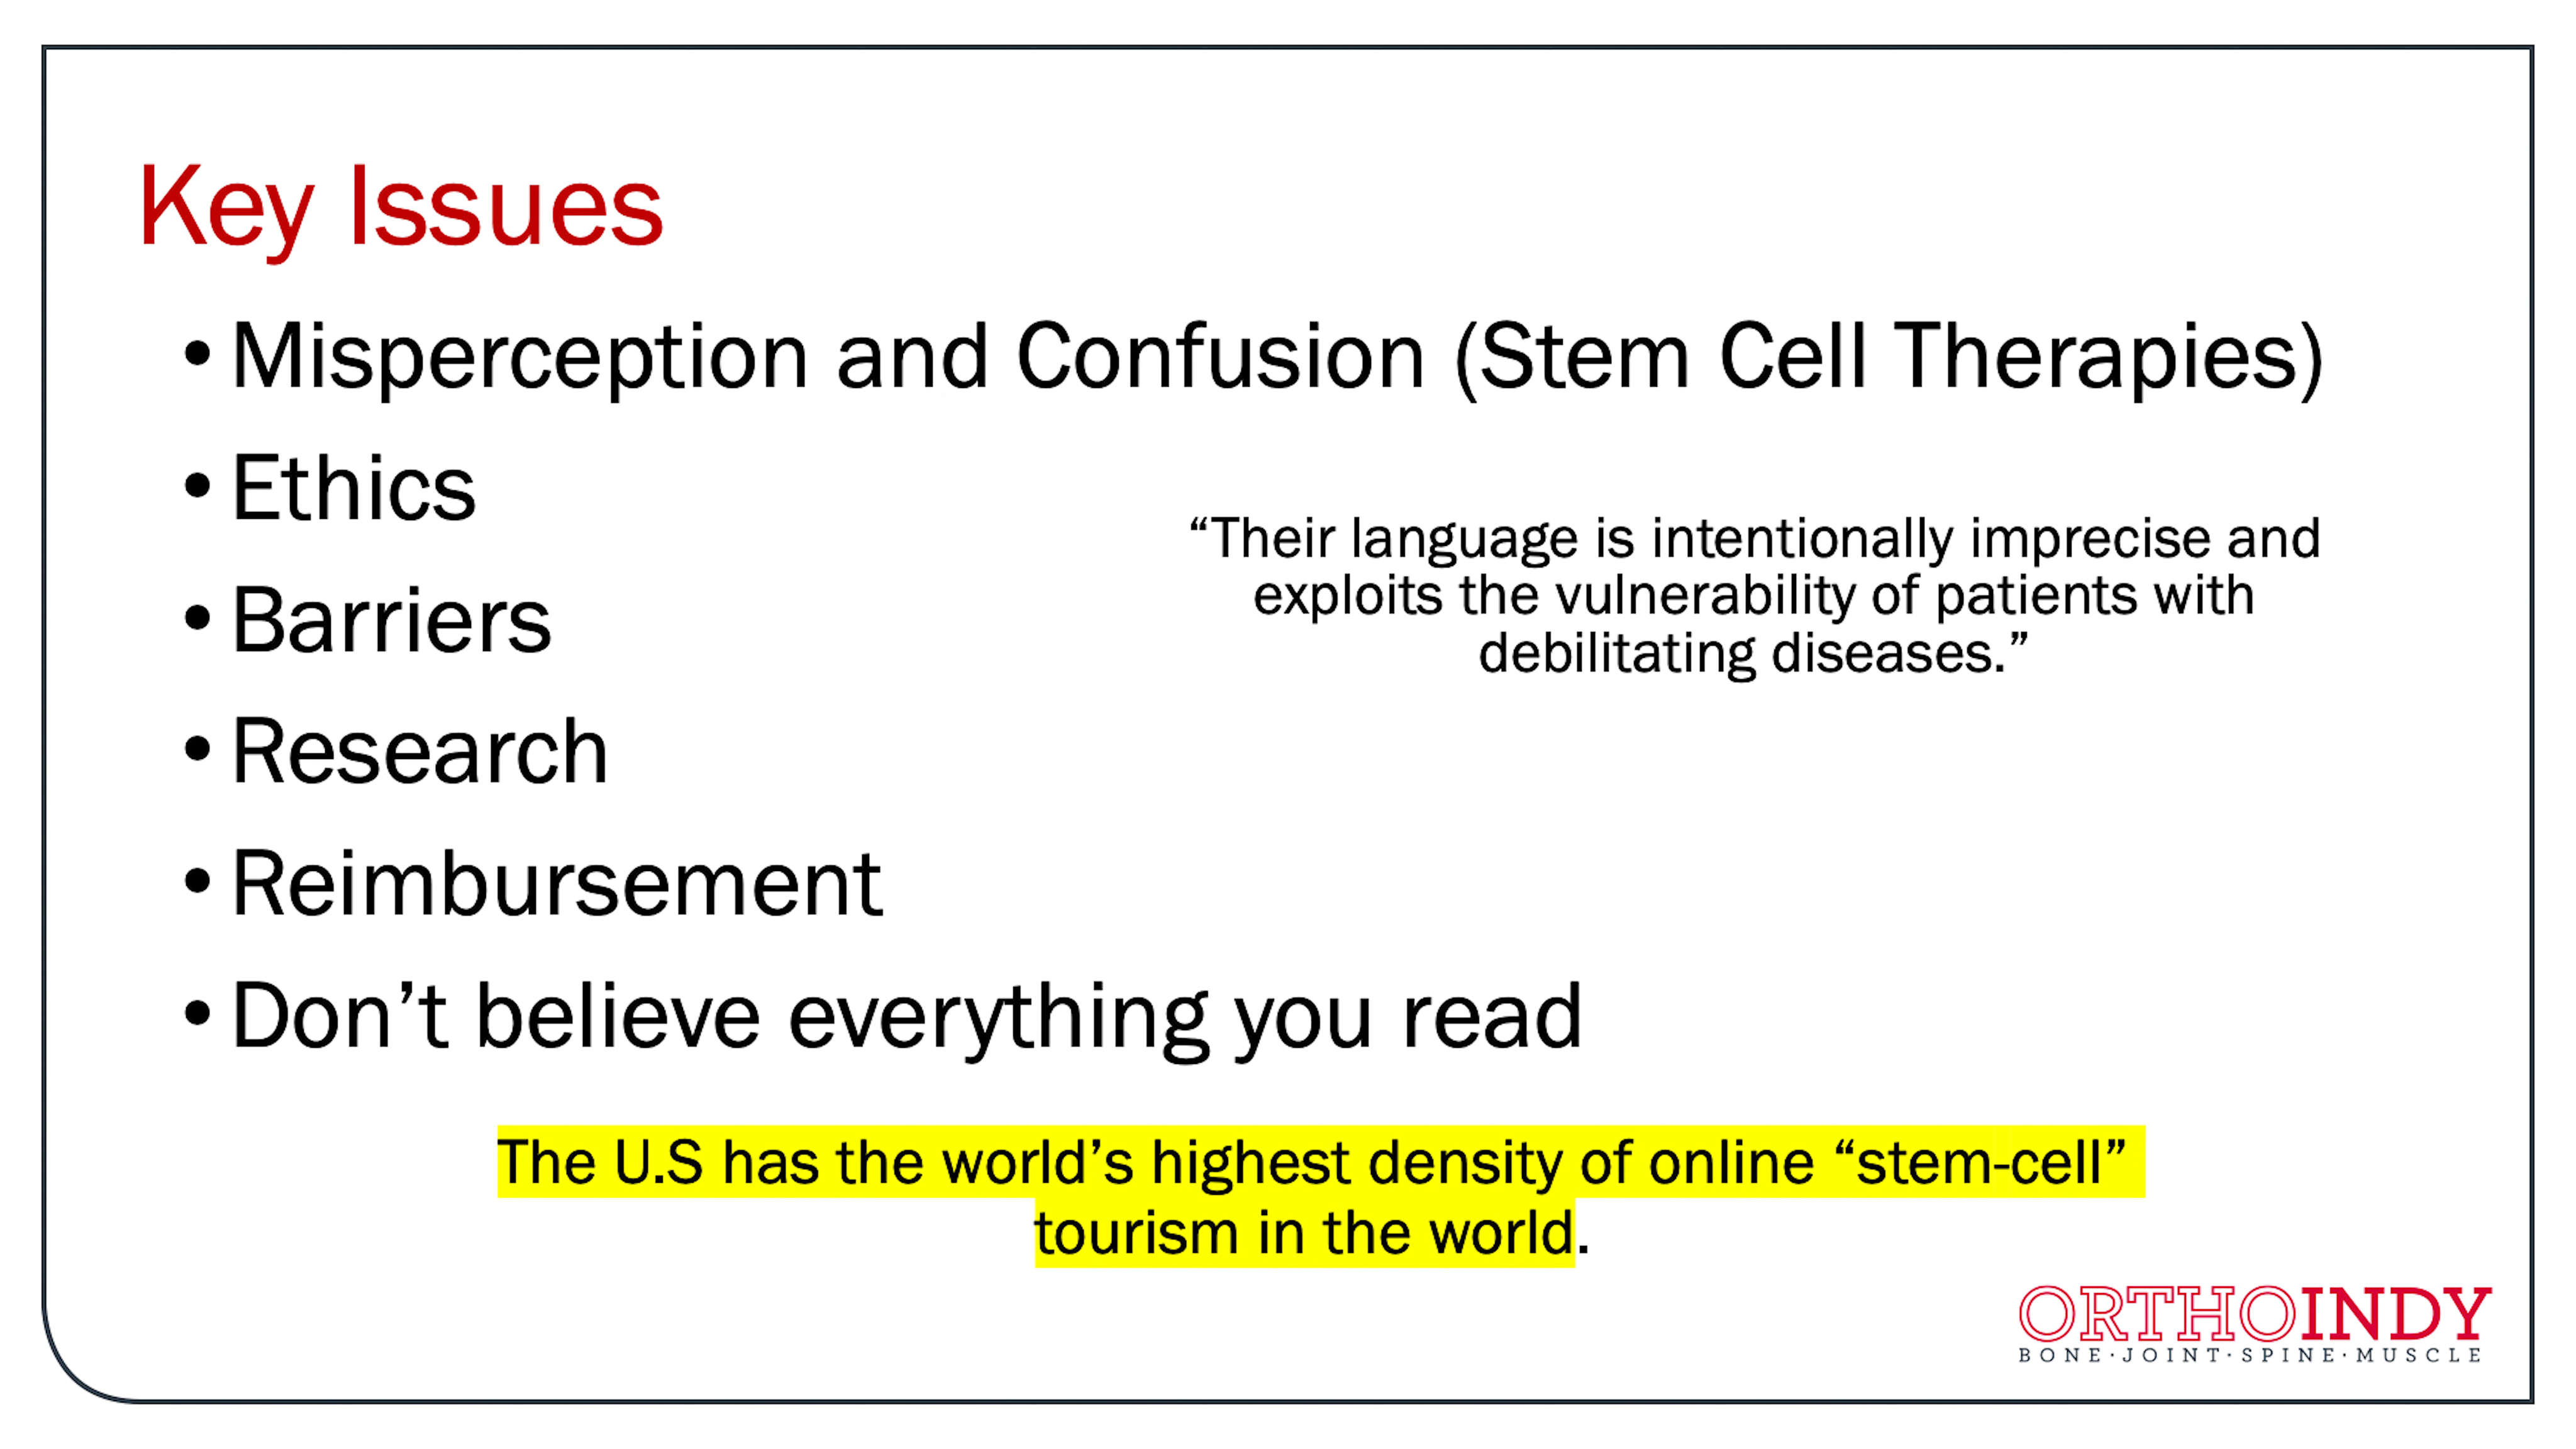 Key Issues
• Misperception and Confusion (Stem Cell Therapies)
• Ethics
“Their language is intentionally imprecise and
exploits the vulnerability of patients with
debilitating diseases.”
• Barriers
• Research
• Reimbursement
• Don’t believe everything you read
The U.S has the world’s highest density of online “stem-cell”
tourism in the world.
ORTHOINDY
BONE·JOINT·SPINE·MUSCLE